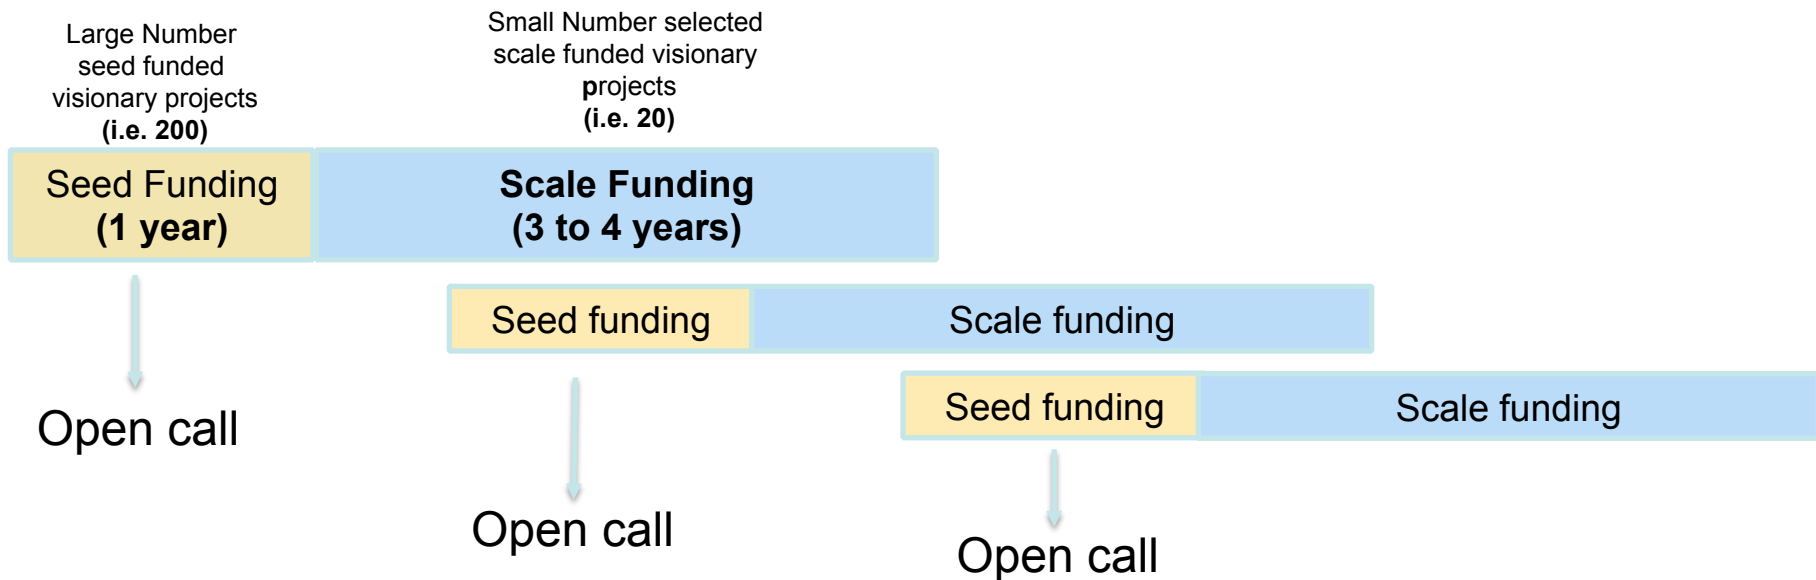 Large Number
seed funded
visionary projects
(i.e. 200)
Small Number selected
scale funded visionary
projects
(i.e. 20)
Seed Funding
(1 year)
Scale Funding
(3 to 4 years)
Seed funding
Scale funding
Seed funding
Scale funding
Open call
Open call
Open call